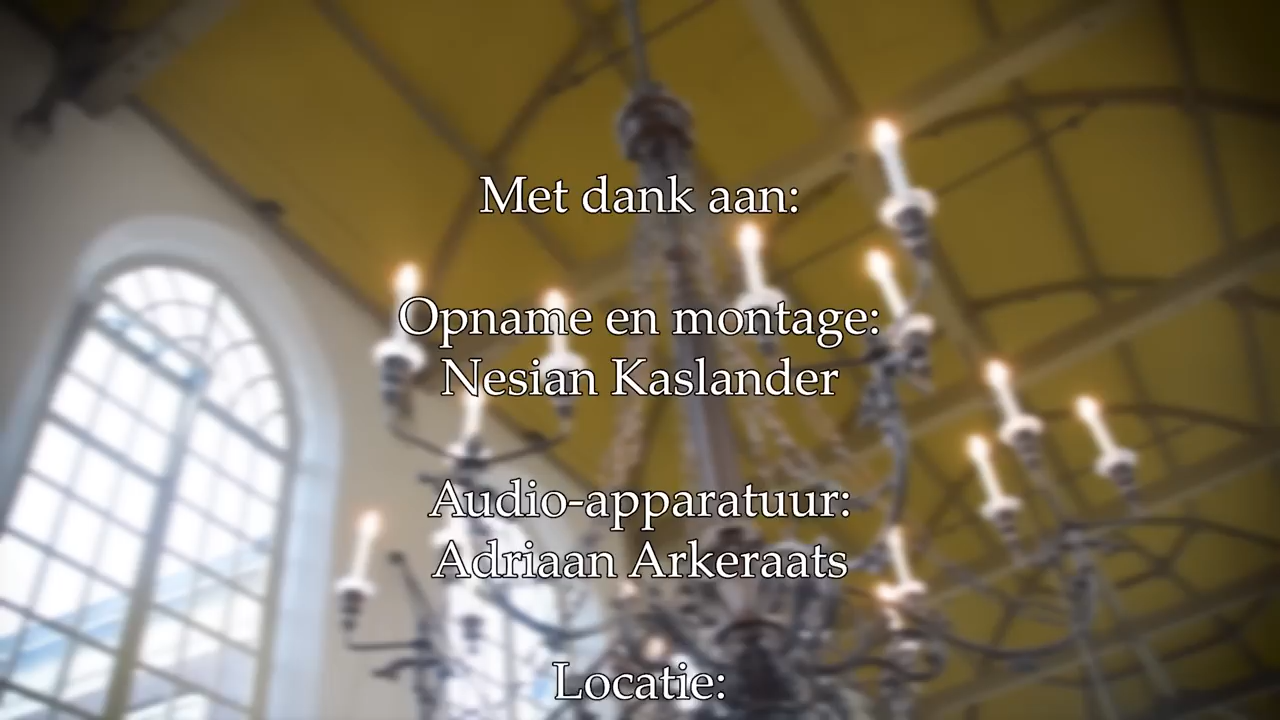 Met dank aan:
Opname en montage:
Nesian Kaslander
Audio-apparatuur:
Adriaan Arkeraats
Locatie: